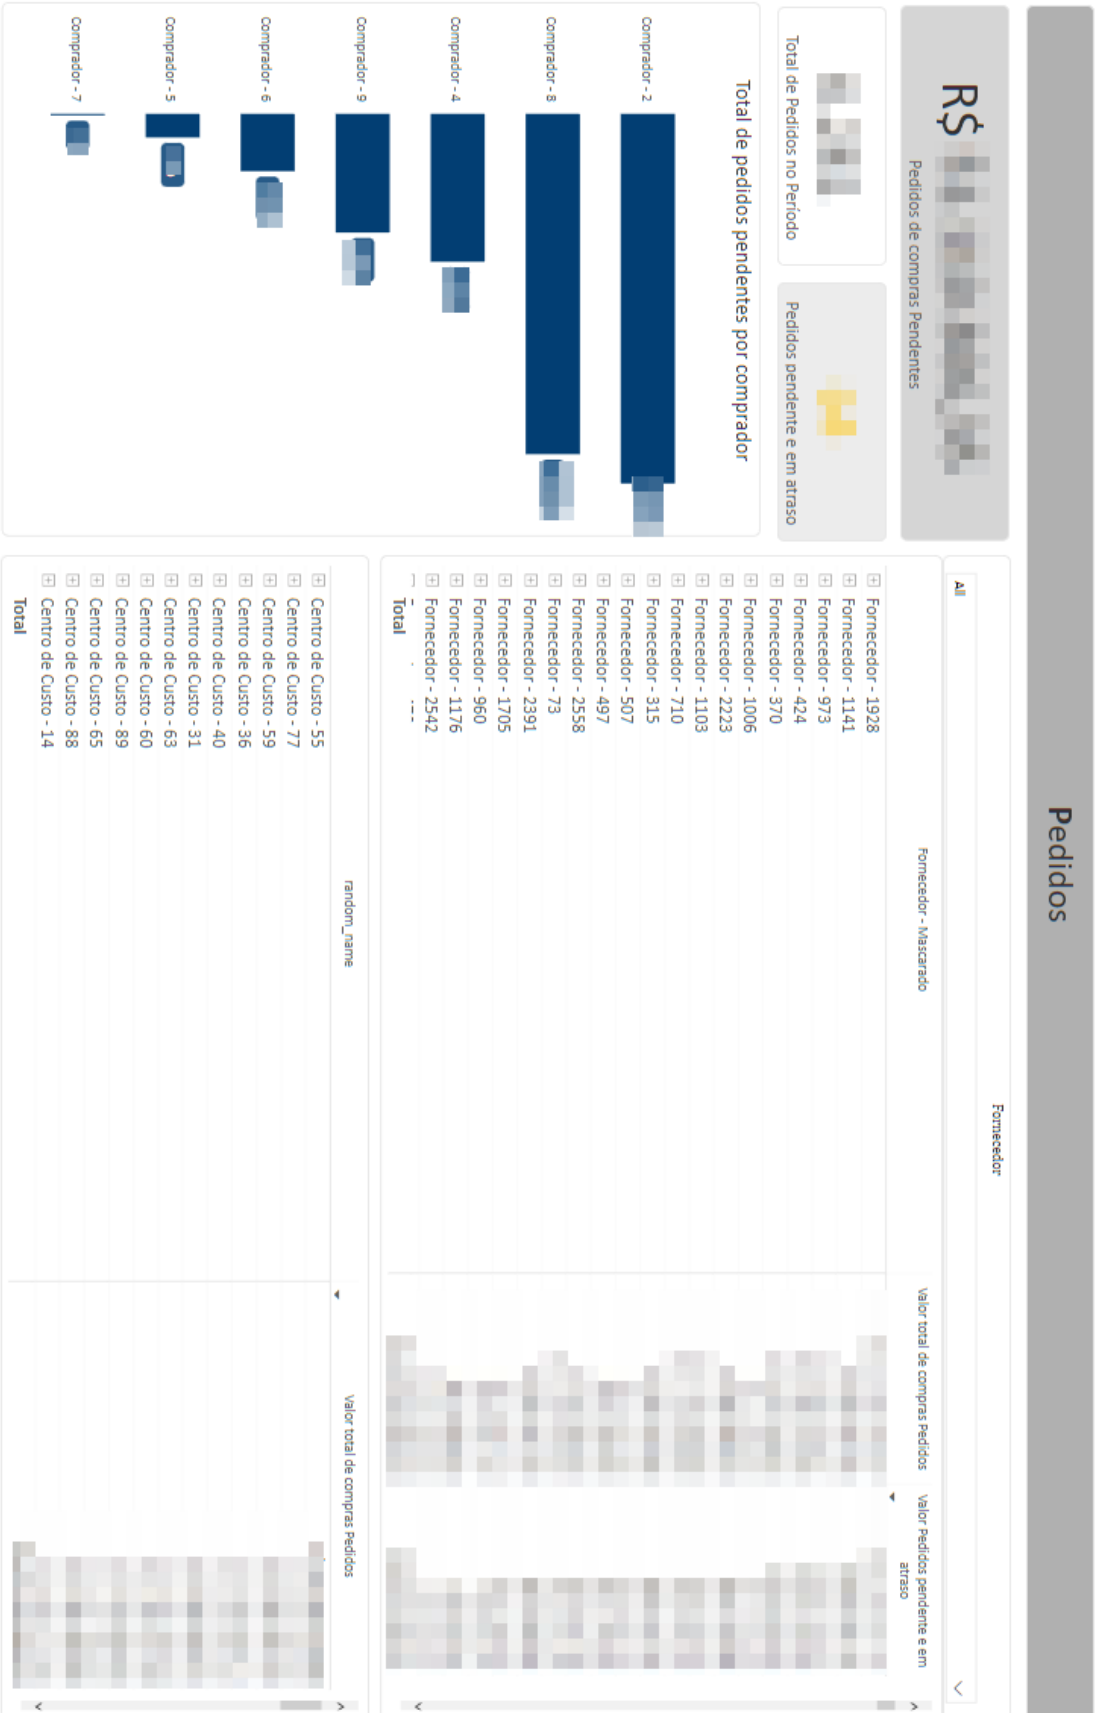 Pedidos
R$
Pedidos de compras Pendentes
Total de Pedidos no Período
Pedidos pendente e em atraso
Total de pedidos pendentes por comprador
Comprador - 2
Comprador - 8
Comprador - 4
Comprador - 9
Comprador - 6
Comprador - 5
Comprador - 7
Fornecedor
All
Fornecedor - Mascarado
Valor total de compras Pedidos
Valor Pedidos pendente e em
atraso
Fornecedor - 1928
Fornecedor - 1141
Fornecedor - 973
Fornecedor - 424
Fornecedor - 370
Fornecedor - 1006
Fornecedor - 2223
Fornecedor - 1103
Fornecedor - 710
Fornecedor - 315
Fornecedor - 507
Fornecedor - 497
Fornecedor - 2558
Fornecedor - 73
Fornecedor - 2391
Fornecedor - 1705
Fornecedor - 960
Fornecedor - 1176
Fornecedor - 2542
Total
random_name
Valor total de compras Pedidos
Centro de Custo - 55
Centro de Custo - 77
Centro de Custo - 59
Centro de Custo - 36
Centro de Custo - 40
Centro de Custo - 31
Centro de Custo - 63
Centro de Custo - 60
Centro de Custo - 89
Centro de Custo - 65
Centro de Custo - 88
Centro de Custo - 14
Total